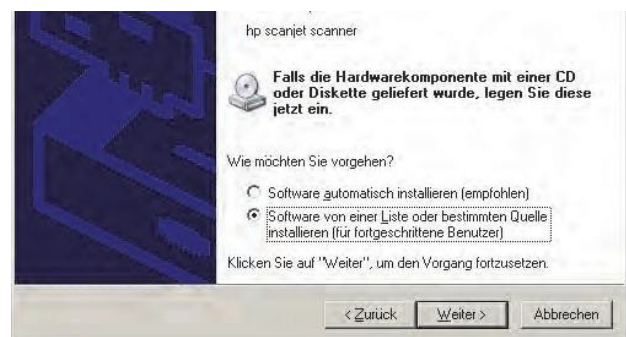 hp scanjet scanner
Falls die Hardwarekomponente mit einer CD
oder Diskette geliefert wurde, legen Sie diese
jetzt ein.
Wie möchten Sie vorgehen?
Software automatisch installieren (empfohlen)
Software von einer Liste oder bestimmten Quelle
installieren (für fortgeschrittene Benutzer)
Klicken Sie auf "Weiter", um den Vorgang fortzusetzen.
< Zurück Weiter > Abbrechen